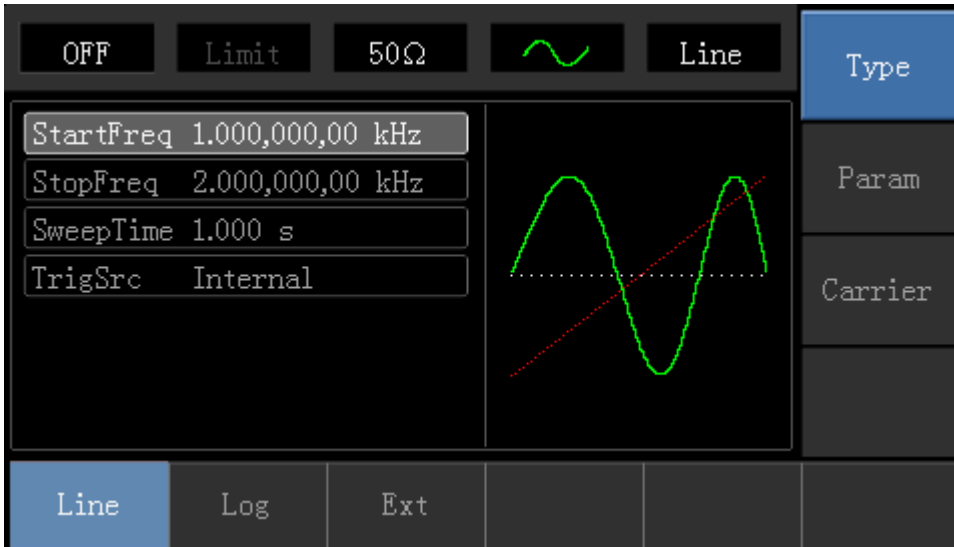 OFF Limit 50Ω Line Type
StartFreq 1.000,000,00 kHz
StopFreq 2.000,000,00 kHz Param
SweepTime 1.000 s
TrigSrc Internal Carrier
Line Log Ext